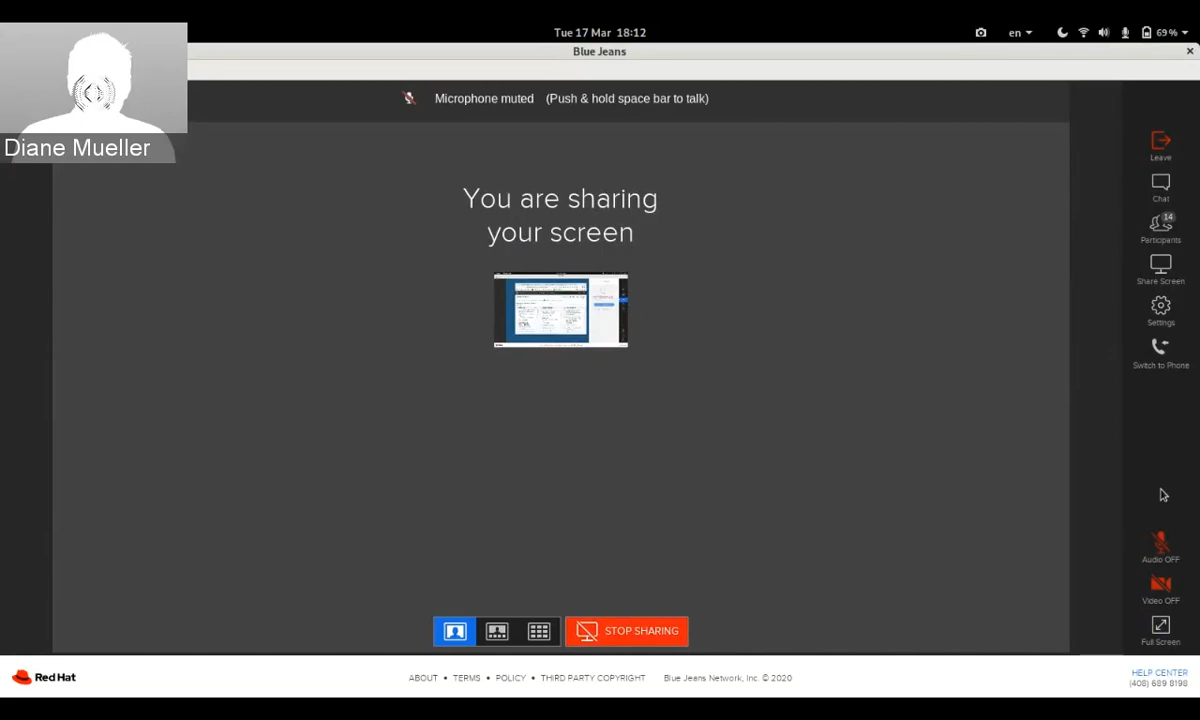 Tue 17 Mar 18:12
en
69 %
Blue Jeans
Diane Mueller
Microphone muted (Push & hold space bar to talk)
You are sharing
your screen
Leave
Chat
14
Participants
Share Screen
Settings
Switch to Phone
Audio OFF
Video OFF
Full Screen
STOP SHARING
Red Hat
ABOUT • TERMS • POLICY • THIRD PARTY COPYRIGHT Blue Jeans Network, Inc. © 2020
HELP CENTER
(408) 689 8198